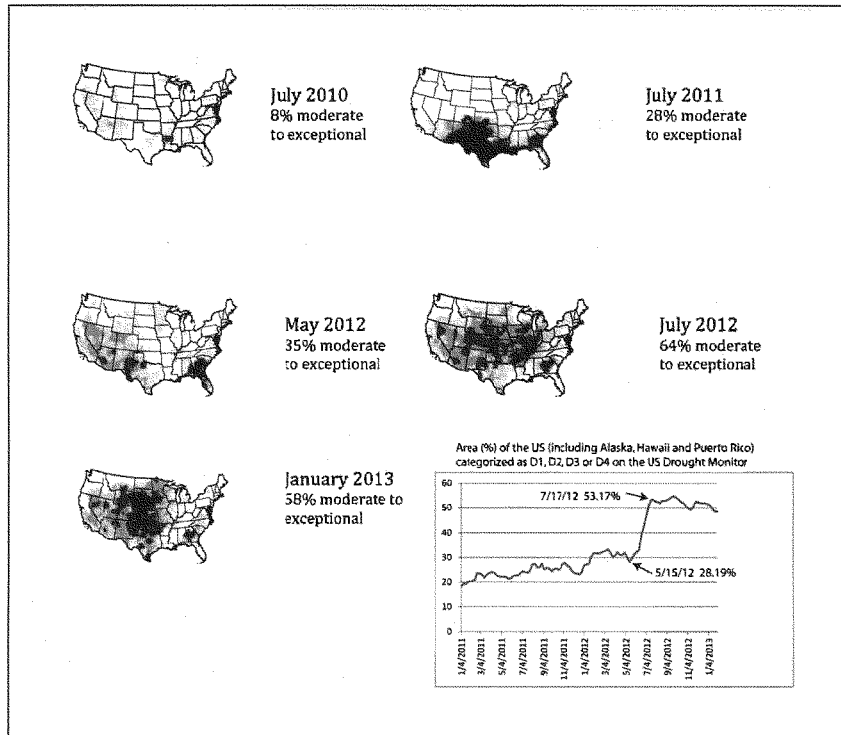 July 2010
8% moderate
to exceptional
July 2011
28% moderate
to exceptional
May 2012
35% moderate
to exceptional
July 2012
64% moderate
to exceptional
January 2013
58% moderate to
exceptional
Area (%) of the US (including Alaska, Hawaii and Puerto Rico)
categorized as D1, D2, D3 or D4 on the US Drought Monitor
60
50
40
30
20
10
0
7/17/12 53.17%
5/15/12 28.19%
1/4/2011
3/4/2011
5/4/2011
7/4/2011
9/4/2011
11/4/2011
1/4/2012
3/4/2012
5/4/2012
7/4/2012
9/4/2012
11/4/2012
1/4/2013